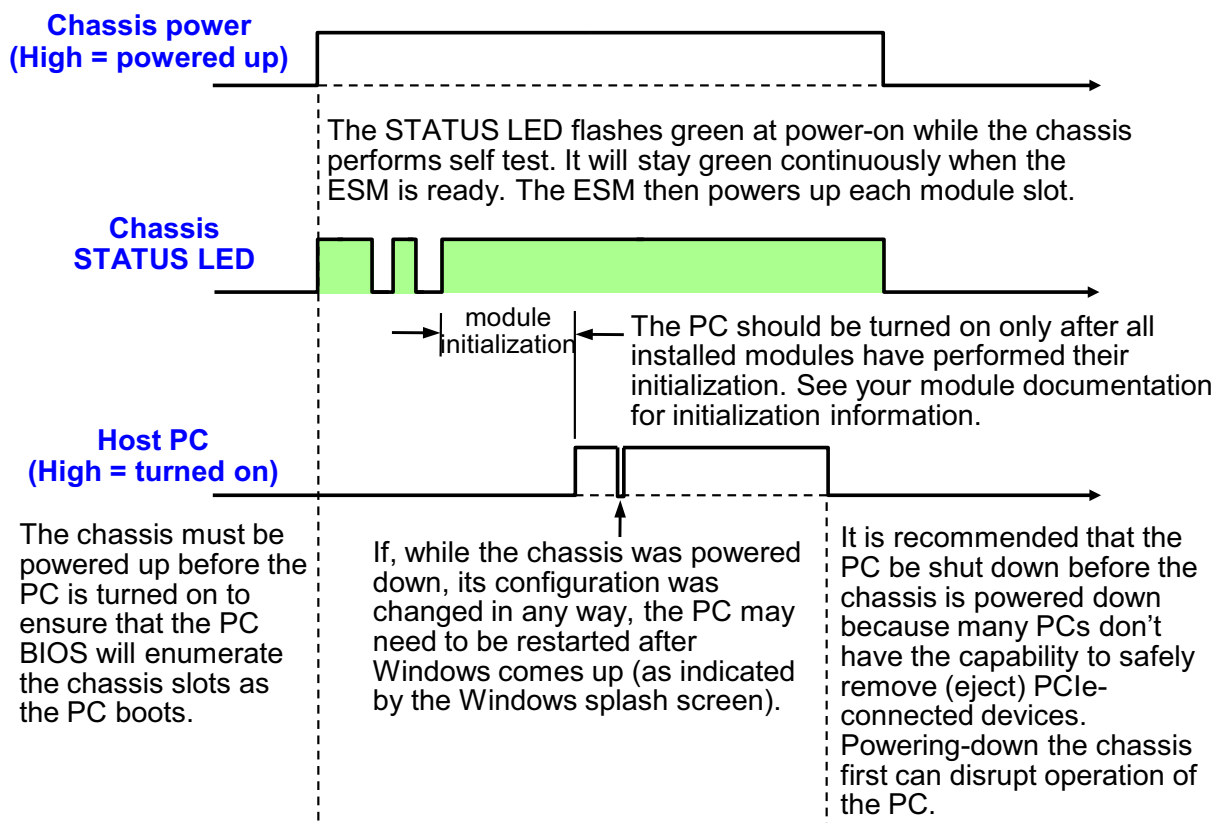 Chassis power
(High = powered up)
The STATUS LED flashes green at power-on while the chassis
performs self test. It will stay green continuously when the
ESM is ready. The ESM then powers up each module slot.
Chassis
STATUS LED
module
initialization
The PC should be turned on only after all
installed modules have performed their
initialization. See your module documentation
for initialization information.
Host PC
(High = turned on)
The chassis must be
powered up before the
PC is turned on to
ensure that the PC
BIOS will enumerate
the chassis slots as
the PC boots.
If, while the chassis was powered
down, its configuration was
changed in any way, the PC may
need to be restarted after
Windows comes up (as indicated
by the Windows splash screen).
It is recommended that the
PC be shut down before the
chassis is powered down
because many PCs don't
have the capability to safely
remove (eject) PCIe-
connected devices.
Powering-down the chassis
first can disrupt operation of
the PC.